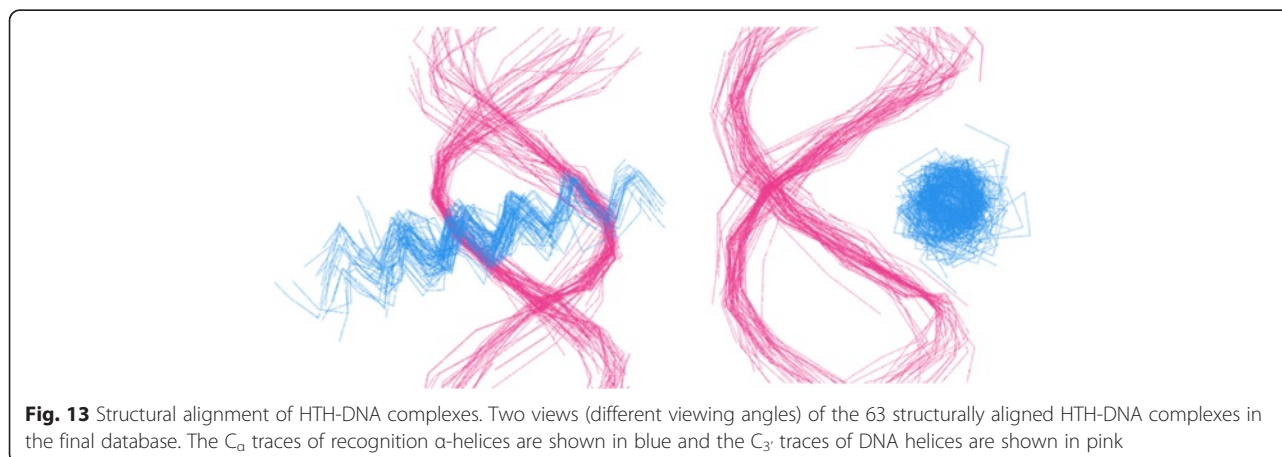 Fig. 13 Structural alignment of HTH-DNA complexes. Two views (different viewing angles) of the 63 structurally aligned HTH-DNA complexes in
the final database. The Cα traces of recognition α-helices are shown in blue and the C3′ traces of DNA helices are shown in pink